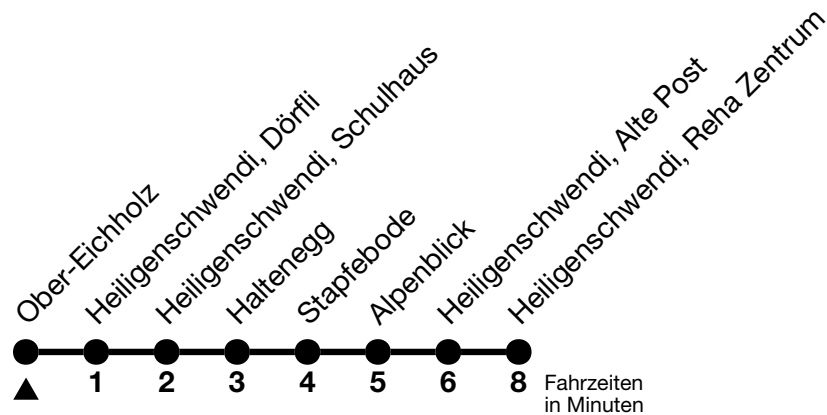 Ober-Eichholz
Heiligenschwendi, Dörfli
Heiligenschwendi, Schulhaus
Haltenegg
Stapfebode
Alpenblick
Heiligenschwendi, Alte Post
Heiligenschwendi, Reha Zentrum
1 2 3 4 5 6 8 Fahrzeiten
in Minuten